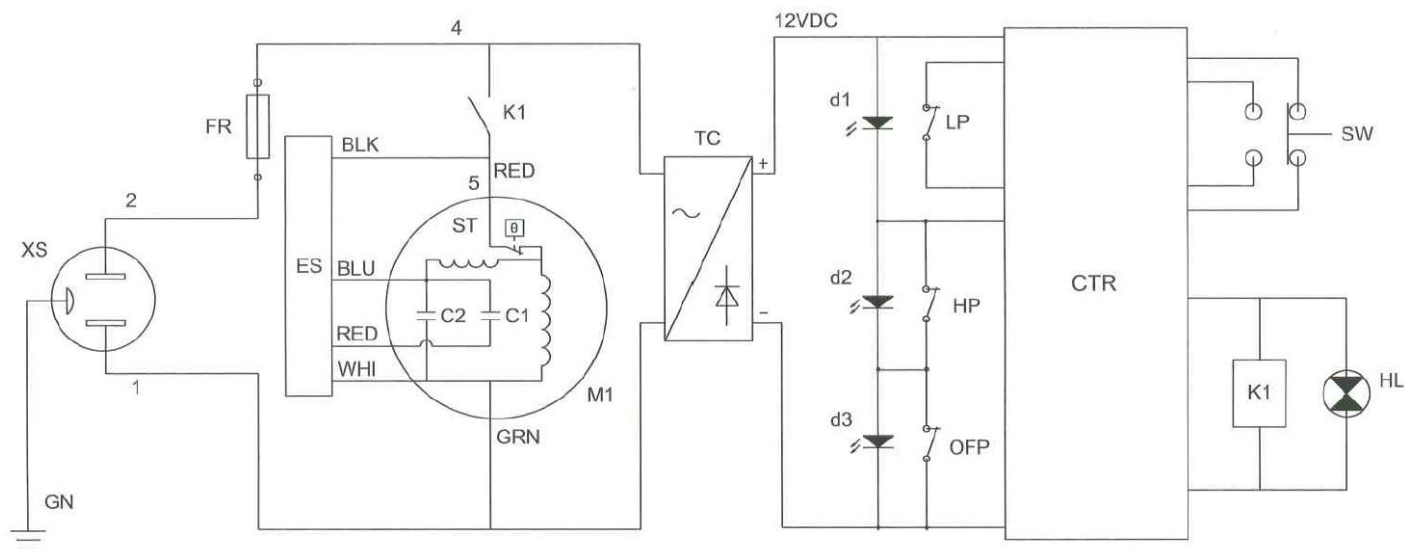 4
12VDC
FR
K1
BLK
RED
TC
+
d1
LP
SW
2
5
ST
θ
XS
ES
BLU
C2
C1
d2
HP
CTR
RED
WHI
-
1
M1
K1
HL
GRN
d3
OFP
GN